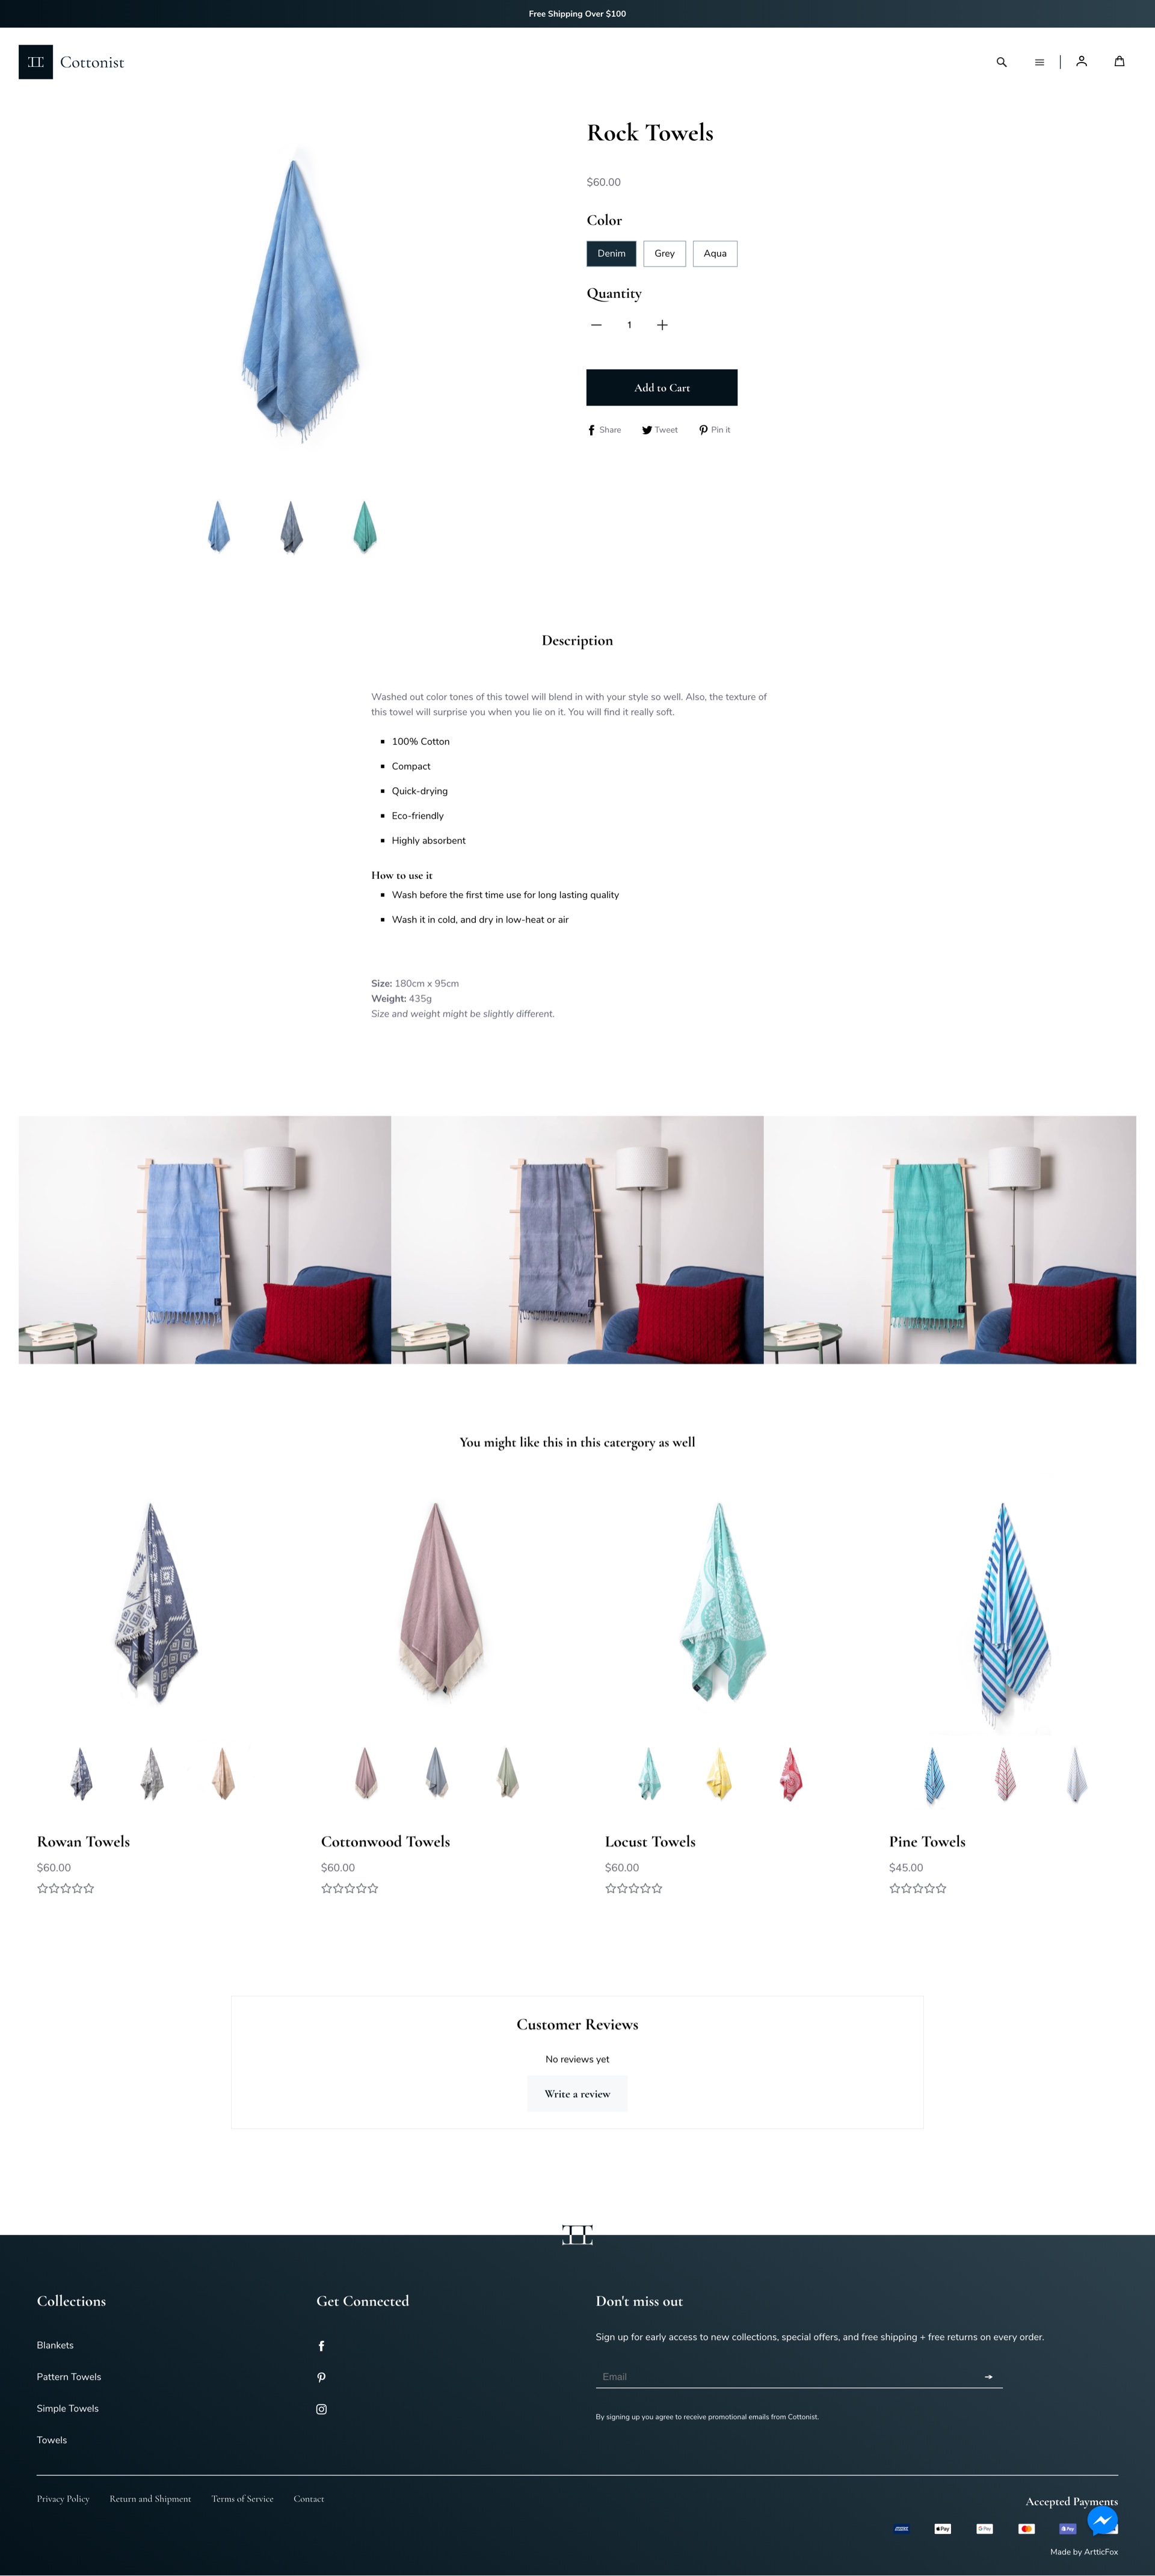 Free Shipping Over $100
Cottonist
Rock Towels
$60.00
Color
Denim Grey Aqua
Quantity
1
Add to Cart
Share Tweet Pin it
Description
Washed out color tones of this towel will blend in with your style so well. Also, the texture of
this towel will surprise you when you lie on it. You will find it really soft.
100% Cotton
Compact
Quick-drying
Eco-friendly
Highly absorbent
How to use it
Wash before the first time use for long lasting quality
Wash it in cold, and dry in low-heat or air
Size: 180cm x 95cm
Weight: 435g
Size and weight might be slightly different.
You might like this in this catergory as well
Rowan Towels
$60.00
Cottonwood Towels
$60.00
Locust Towels
$60.00
Pine Towels
$45.00
Customer Reviews
No reviews yet
Write a review
Collections
Blankets
Pattern Towels
Simple Towels
Towels
Get Connected
Don't miss out
Sign up for early access to new collections, special offers, and free shipping + free returns on every order.
Email
By signing up you agree to receive promotional emails from Cottonist.
Privacy Policy Return and Shipment Terms of Service Contact
Accepted Payments
Pay G Pay Pay
Made by ArtticFox